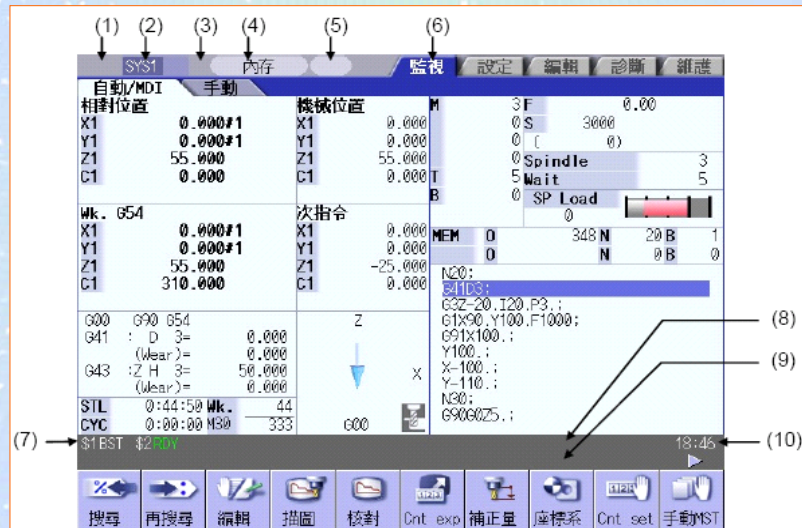 (1) (2) (3) (4) (5) (6)
SYS1 內存 監視 設定 編輯 診斷 維護
自動/MDI 手動
相對位置
X1 0.000#1
Y1 0.000#1
Z1 55.000
C1 0.000
機械位置
X1 0.000
Y1 0.000
Z1 55.000
C1 0.000
M 3
0
0
0
T 5
B 0
F 0.00
S 3000
( 0)
Spindle 3
Wait 5
SP Load
0
Wk. G54
X1 0.000#1
Y1 0.000#1
Z1 55.000
C1 310.000
次指令
X1 0.000
Y1 0.000
Z1 -25.000
C1 0.000
MEM O 348 N 20 B 1
O N 0 B 0
N20;
G41D3;
G3Z-20.I20.P3.;
G1X90.Y100.F1000;
G91X100.;
Y100.;
X-100.;
Y-110.;
N30;
G90G0Z5.;
G00 G90 G54
G41 : D 3= 0.000
(Wear)= 0.000
G43 :Z H 3= 50.000
(Wear)= 0.000
Z
X
G00
STL 0:44:50 Wk. 44
CYC 0:00:00 M30 333
(8)
(9)
(7) $1BST $2RDY 18:46 (10)
搜尋 再搜尋 編輯 描圖 核對 Cnt exp 補正量 座標系 Cnt set 手動MST